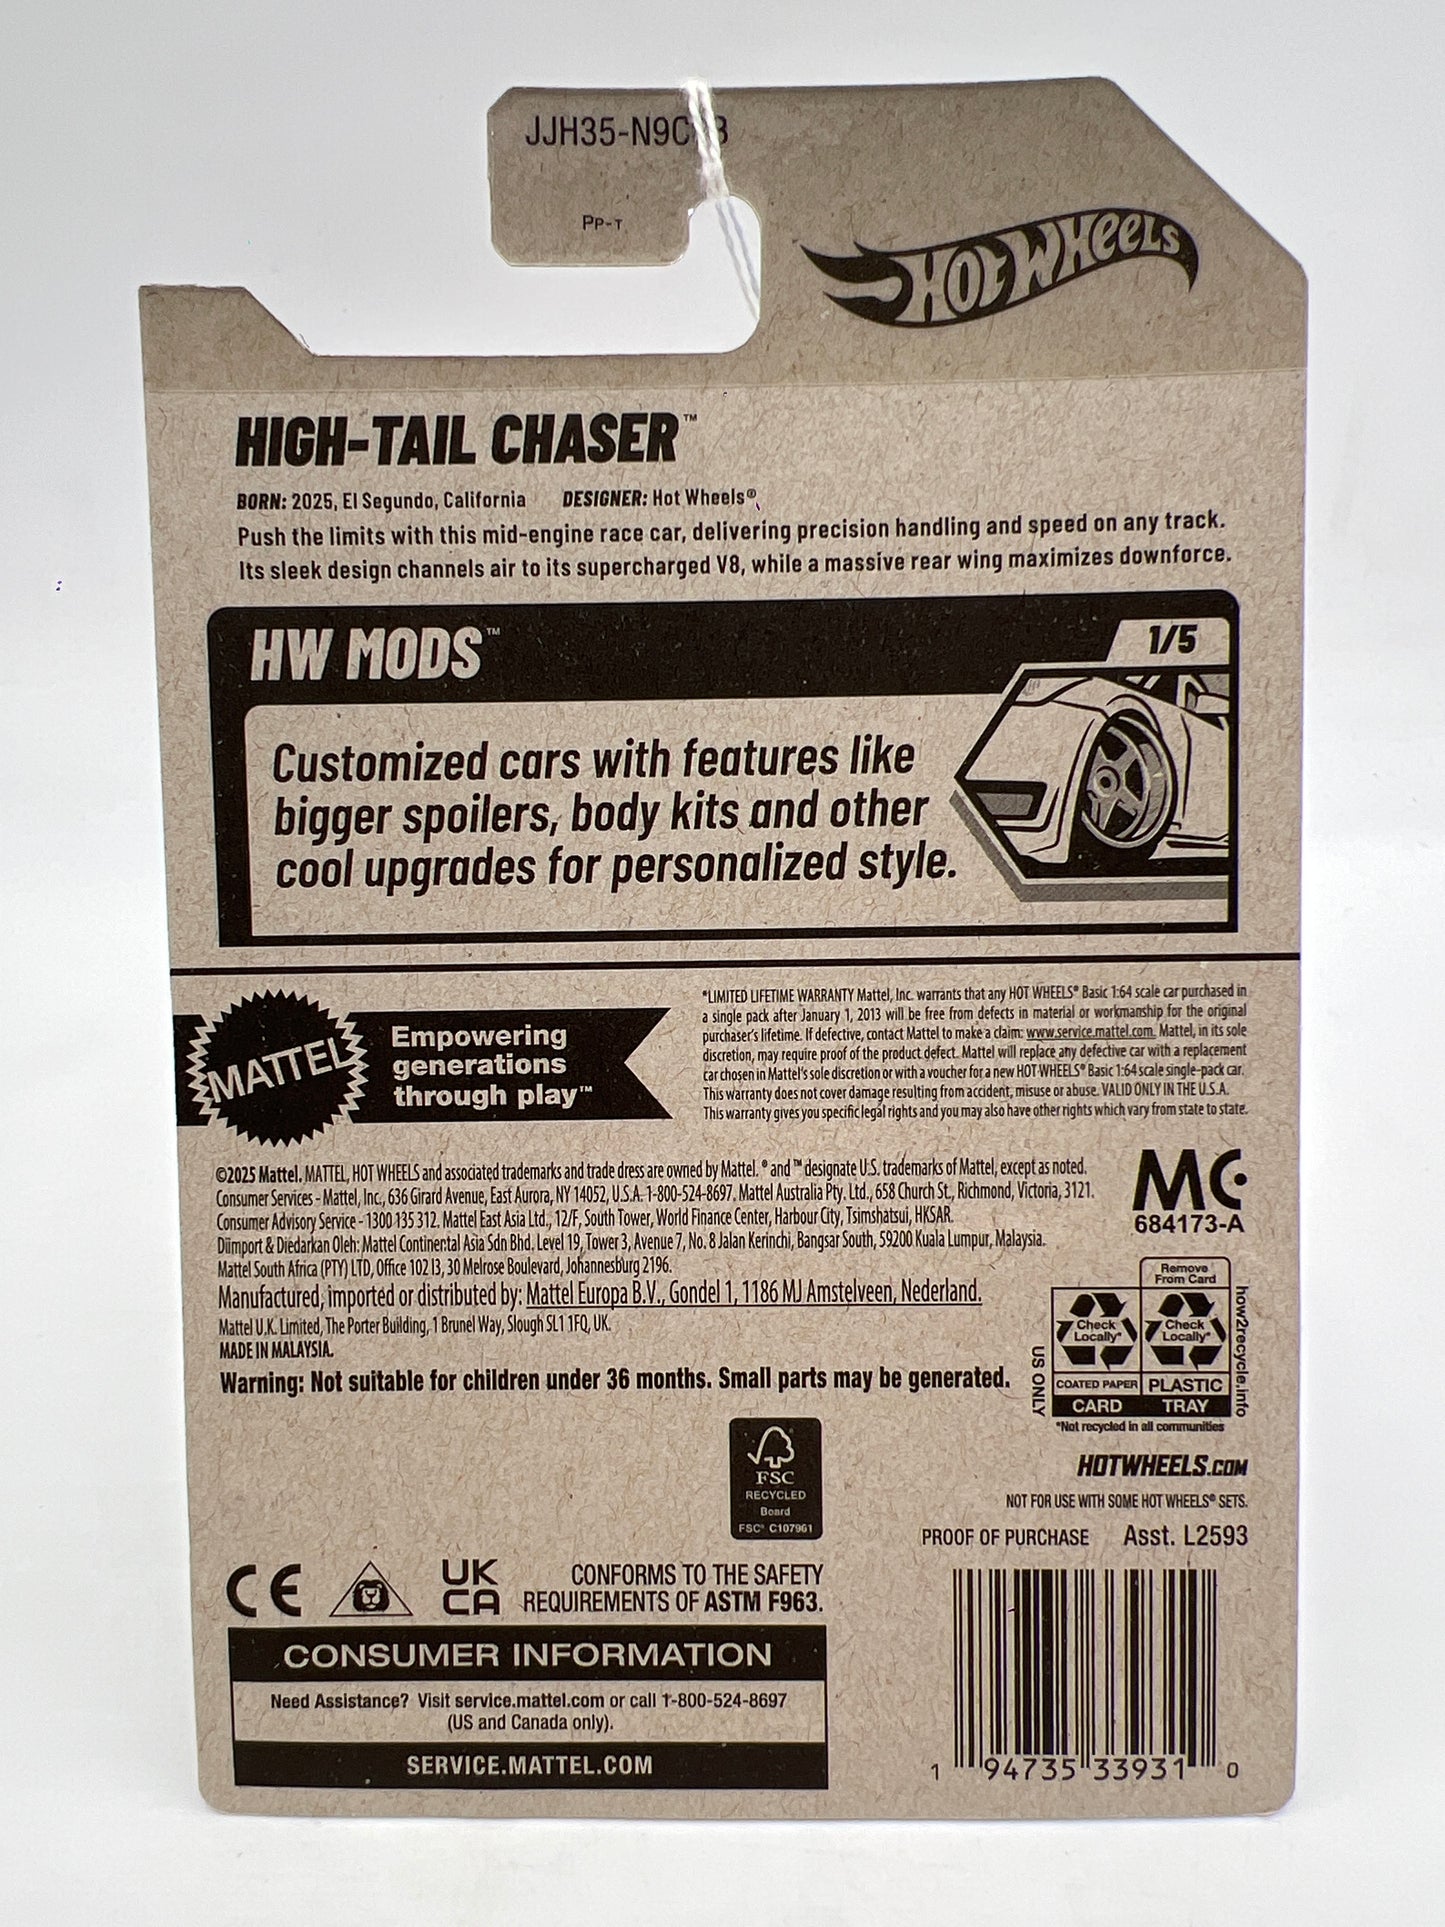 Pp-T
HOT WHEELS
HIGH-TAIL CHASER™
BORN: 2025, El Segundo, California DESIGNER: Hot Wheels®
Push the limits with this mid-engine race car, delivering precision handling and speed on any track.
Its sleek design channels air to its supercharged V8, while a massive rear wing maximizes downforce.
HW MODS™
1/5
Customized cars with features like
bigger spoilers, body kits and other
cool upgrades for personalized style.
MATTEL
Empowering
generations
through play™
*LIMITED LIFETIME WARRANTY Mattel, Inc. warrants that any HOT WHEELS® Basic 1:64 scale car purchased in
a single pack after January 1, 2013 will be free from defects in material or workmanship for the original
purchaser's lifetime. If defective, contact Mattel to make a claim: www.service.mattel.com. Mattel, in its sole
discretion, may require proof of the product defect. Mattel will replace any defective car with a replacement
car chosen in Mattel's sole discretion or with a voucher for a new HOT WHEELS® Basic 1:64 scale single-pack car.
This warranty does not cover damage resulting from accident, misuse or abuse. VALID ONLY IN THE U.S.A.
This warranty gives you specific legal rights and you may also have other rights which vary from state to state.
©2025 Mattel. MATTEL, HOT WHEELS and associated trademarks and trade dress are owned by Mattel. ® and ™ designate U.S. trademarks of Mattel, except as noted.
Consumer Services - Mattel, Inc., 636 Girard Avenue, East Aurora, NY 14052, U.S.A. 1-800-524-8697. Mattel Australia Pty. Ltd., 658 Church St., Richmond, Victoria, 3121.
Consumer Advisory Service - 1300 135 312. Mattel East Asia Ltd., 12/F, South Tower, World Finance Center, Harbour City, Tsimshatsui, HKSAR.
Diimport & Diedarkan Oleh: Mattel Continental Asia Sdn Bhd. Level 19, Tower 3, Avenue 7, No. 8 Jalan Kerinchi, Bangsar South, 59200 Kuala Lumpur, Malaysia.
Mattel South Africa (PTY) LTD, Office 102 I3, 30 Melrose Boulevard, Johannesburg 2196.
Manufactured, imported or distributed by: Mattel Europa B.V., Gondel 1, 1186 MJ Amstelveen, Nederland.
Mattel U.K. Limited, The Porter Building, 1 Brunel Way, Slough SL1 1FQ, UK.
MADE IN MALAYSIA.
Warning: Not suitable for children under 36 months. Small parts may be generated.
MC
684173-A
Remove
From Card
Check
Locally*
Check
Locally*
US ONLY
how2recycle.info
COATED PAPER PLASTIC
CARD TRAY
*Not recycled in all communities
FSC
RECYCLED
Board
FSC® C107961
HOTWHEELS.COM
NOT FOR USE WITH SOME HOT WHEELS® SETS.
PROOF OF PURCHASE Asst. L2593
CE
UK
CA
CONFORMS TO THE SAFETY
REQUIREMENTS OF ASTM F963.
CONSUMER INFORMATION
Need Assistance? Visit service.mattel.com or call 1-800-524-8697
(US and Canada only).
SERVICE.MATTEL.COM
1 94735 33931 0